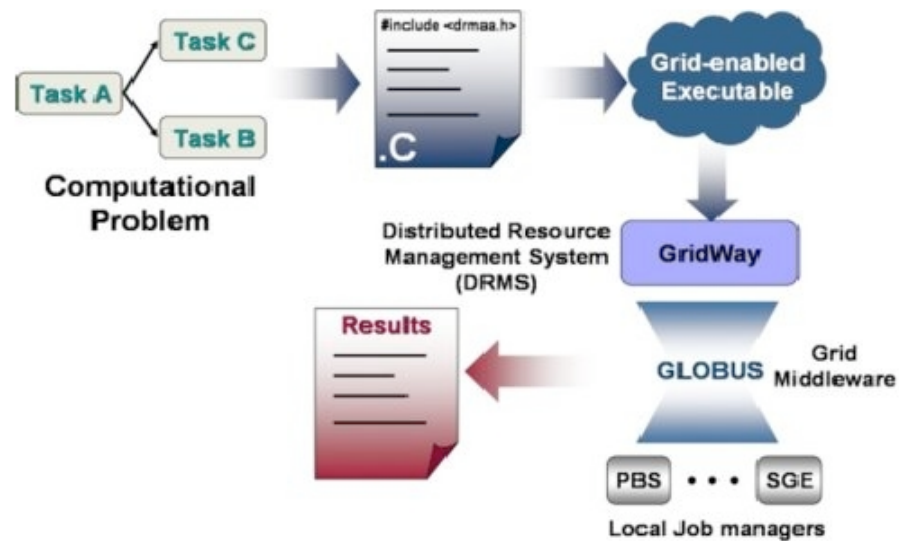 Task C
Task A
Task B
Computational
Problem
#include <drmaa.h>
.C
Grid-enabled
Executable
Distributed Resource
Management System
(DRMS)
GridWay
Results
GLOBUS
Grid
Middleware
PBS • • • SGE
Local Job managers